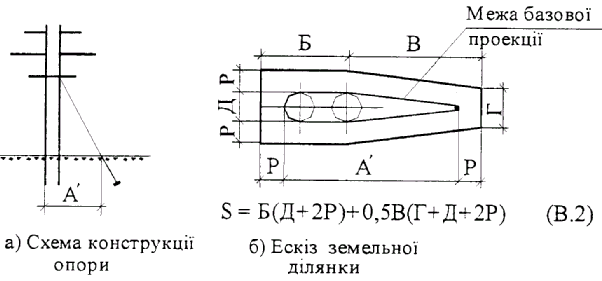 Межа базової
проекції
Б
В
Р
Д
Р
Г
Р
А′
Р
А′
S = Б(Д+2Р)+0,5В(Г+Д+2Р) (В.2)
а) Схема конструкції
опори
б) Ескіз земельної
ділянки